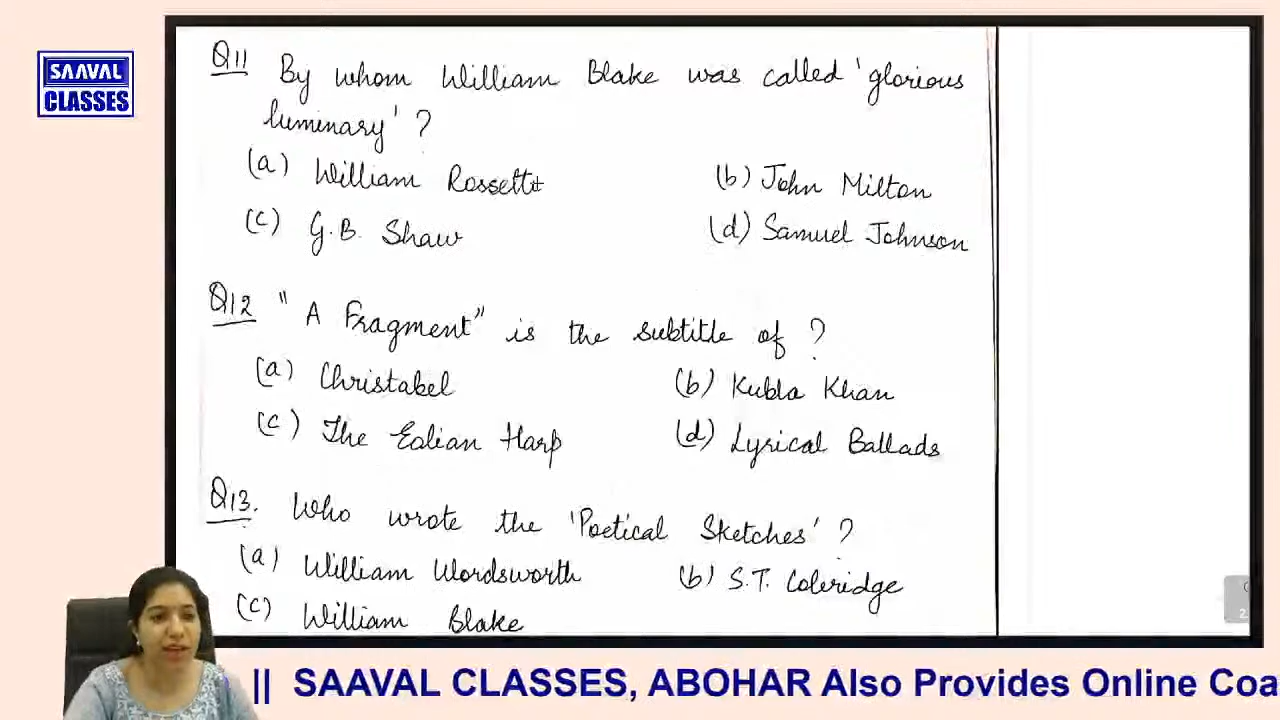 SAAVAL
CLASSES
Q11 By whom William Blake was called 'glorious
luminary' ?
(a) William Rossetti
(b) John Milton
(c) G.B. Shaw
(d) Samuel Johnson
Q12 "A Fragment" is the subtitle of ?
(a) Christabel
(b) Kubla Khan
(c) The Eolian Harp
(d) Lyrical Ballads
Q13. Who wrote the 'Poetical Sketches' ?
(a) William Wordsworth
(b) S.T. Coleridge
(c) William Blake
|| SAAVAL CLASSES, ABOHAR Also Provides Online Coa